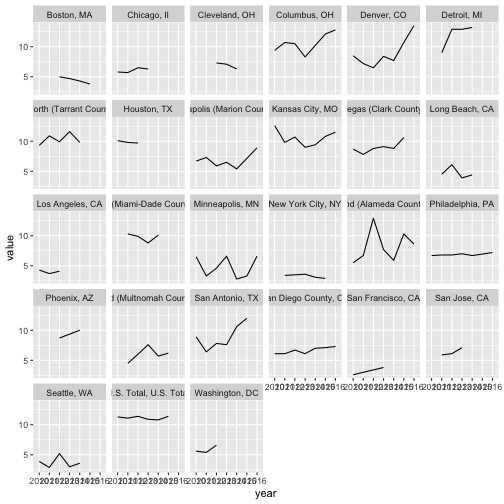 Boston, MA
Chicago, Il
Cleveland, OH
Columbus, OH
Denver, CO
Detroit, MI
10
5
orth (Tarrant Coun
Houston, TX
apolis (Marion Coun
Kansas City, MO
egas (Clark County
Long Beach, CA
10
5
Los Angeles, CA
(Miami-Dade Coun
Minneapolis, MN
New York City, NY
nd (Alameda Count
Philadelphia, PA
10
5
value
Phoenix, AZ
d (Multnomah Coun
San Antonio, TX
an Diego County, C
San Francisco, CA
San Jose, CA
10
5
Seattle, WA
U.S. Total, U.S. Tota
Washington, DC
10
5
year